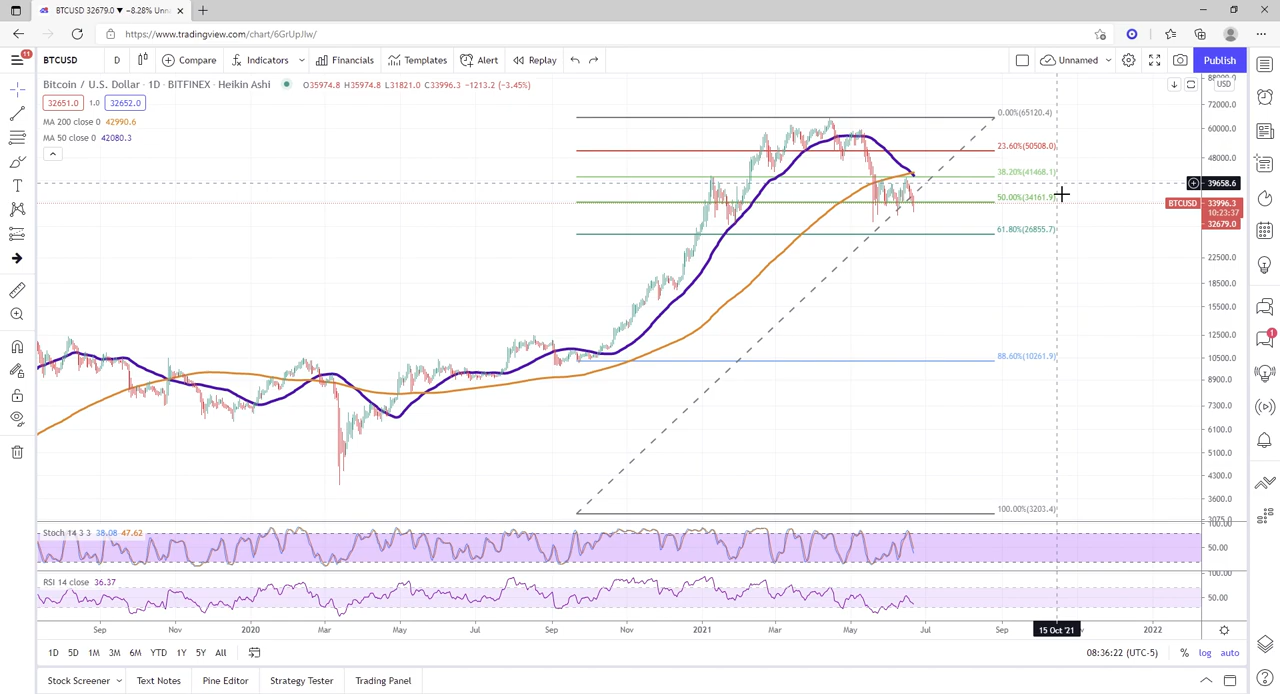 BTCUSD 32679.0 ▼ −8.28% Unn
https://www.tradingview.com/chart/6GrUpJlw/
11
BTCUSD D Compare Indicators Financials Templates Alert Replay Unnamed Publish
Bitcoin / U.S. Dollar · 1D · BITFINEX · Heikin Ashi O35974.8 H35974.8 L31821.0 C33996.3 −1213.2 (−3.45%)
32651.0 1.0 32652.0
MA 200 close 0 42990.6
MA 50 close 0 42080.3
USD
88000.0
72000.0
60000.0
48000.0
39658.6
BTCUSD 33996.3
10:23:37
32679.0
22500.0
18500.0
15500.0
12500.0
10500.0
8900.0
7300.0
6100.0
5100.0
4300.0
3600.0
3075.0
0.00%(65120.4)
23.60%(50508.0)
38.20%(41468.1)
50.00%(34161.9)
61.80%(26855.7)
88.60%(10261.9)
100.00%(3203.4)
1
Stoch 14 3 3 38.08 47.62
100.00
50.00
RSI 14 close 36.37
100.00
50.00
Sep Nov 2020 Mar May Jul Sep Nov 2021 Mar May Jul Sep 15 Oct '21 2022
1D 5D 1M 3M 6M YTD 1Y 5Y All 08:36:22 (UTC-5) % log auto
Stock Screener Text Notes Pine Editor Strategy Tester Trading Panel